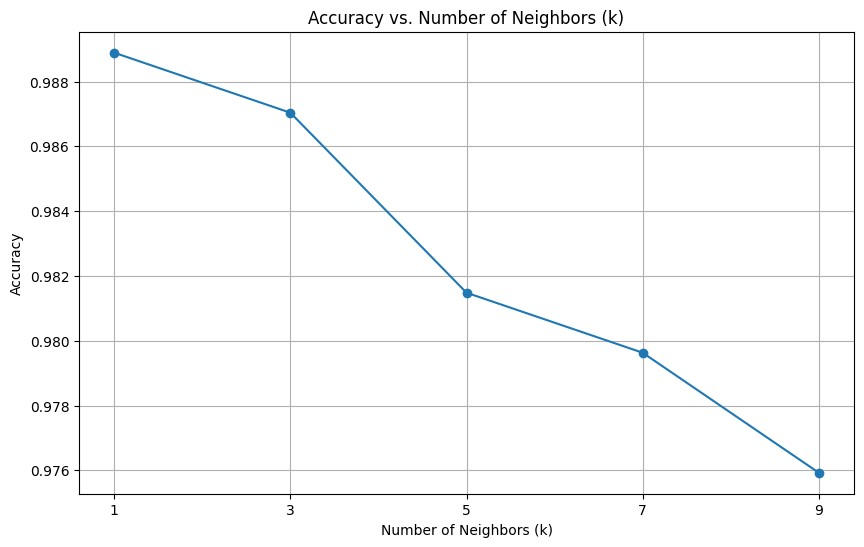 Accuracy vs. Number of Neighbors (k)
0.988
0.986
0.984
0.982
0.980
0.978
0.976
Accuracy
1 3 5 7 9
Number of Neighbors (k)